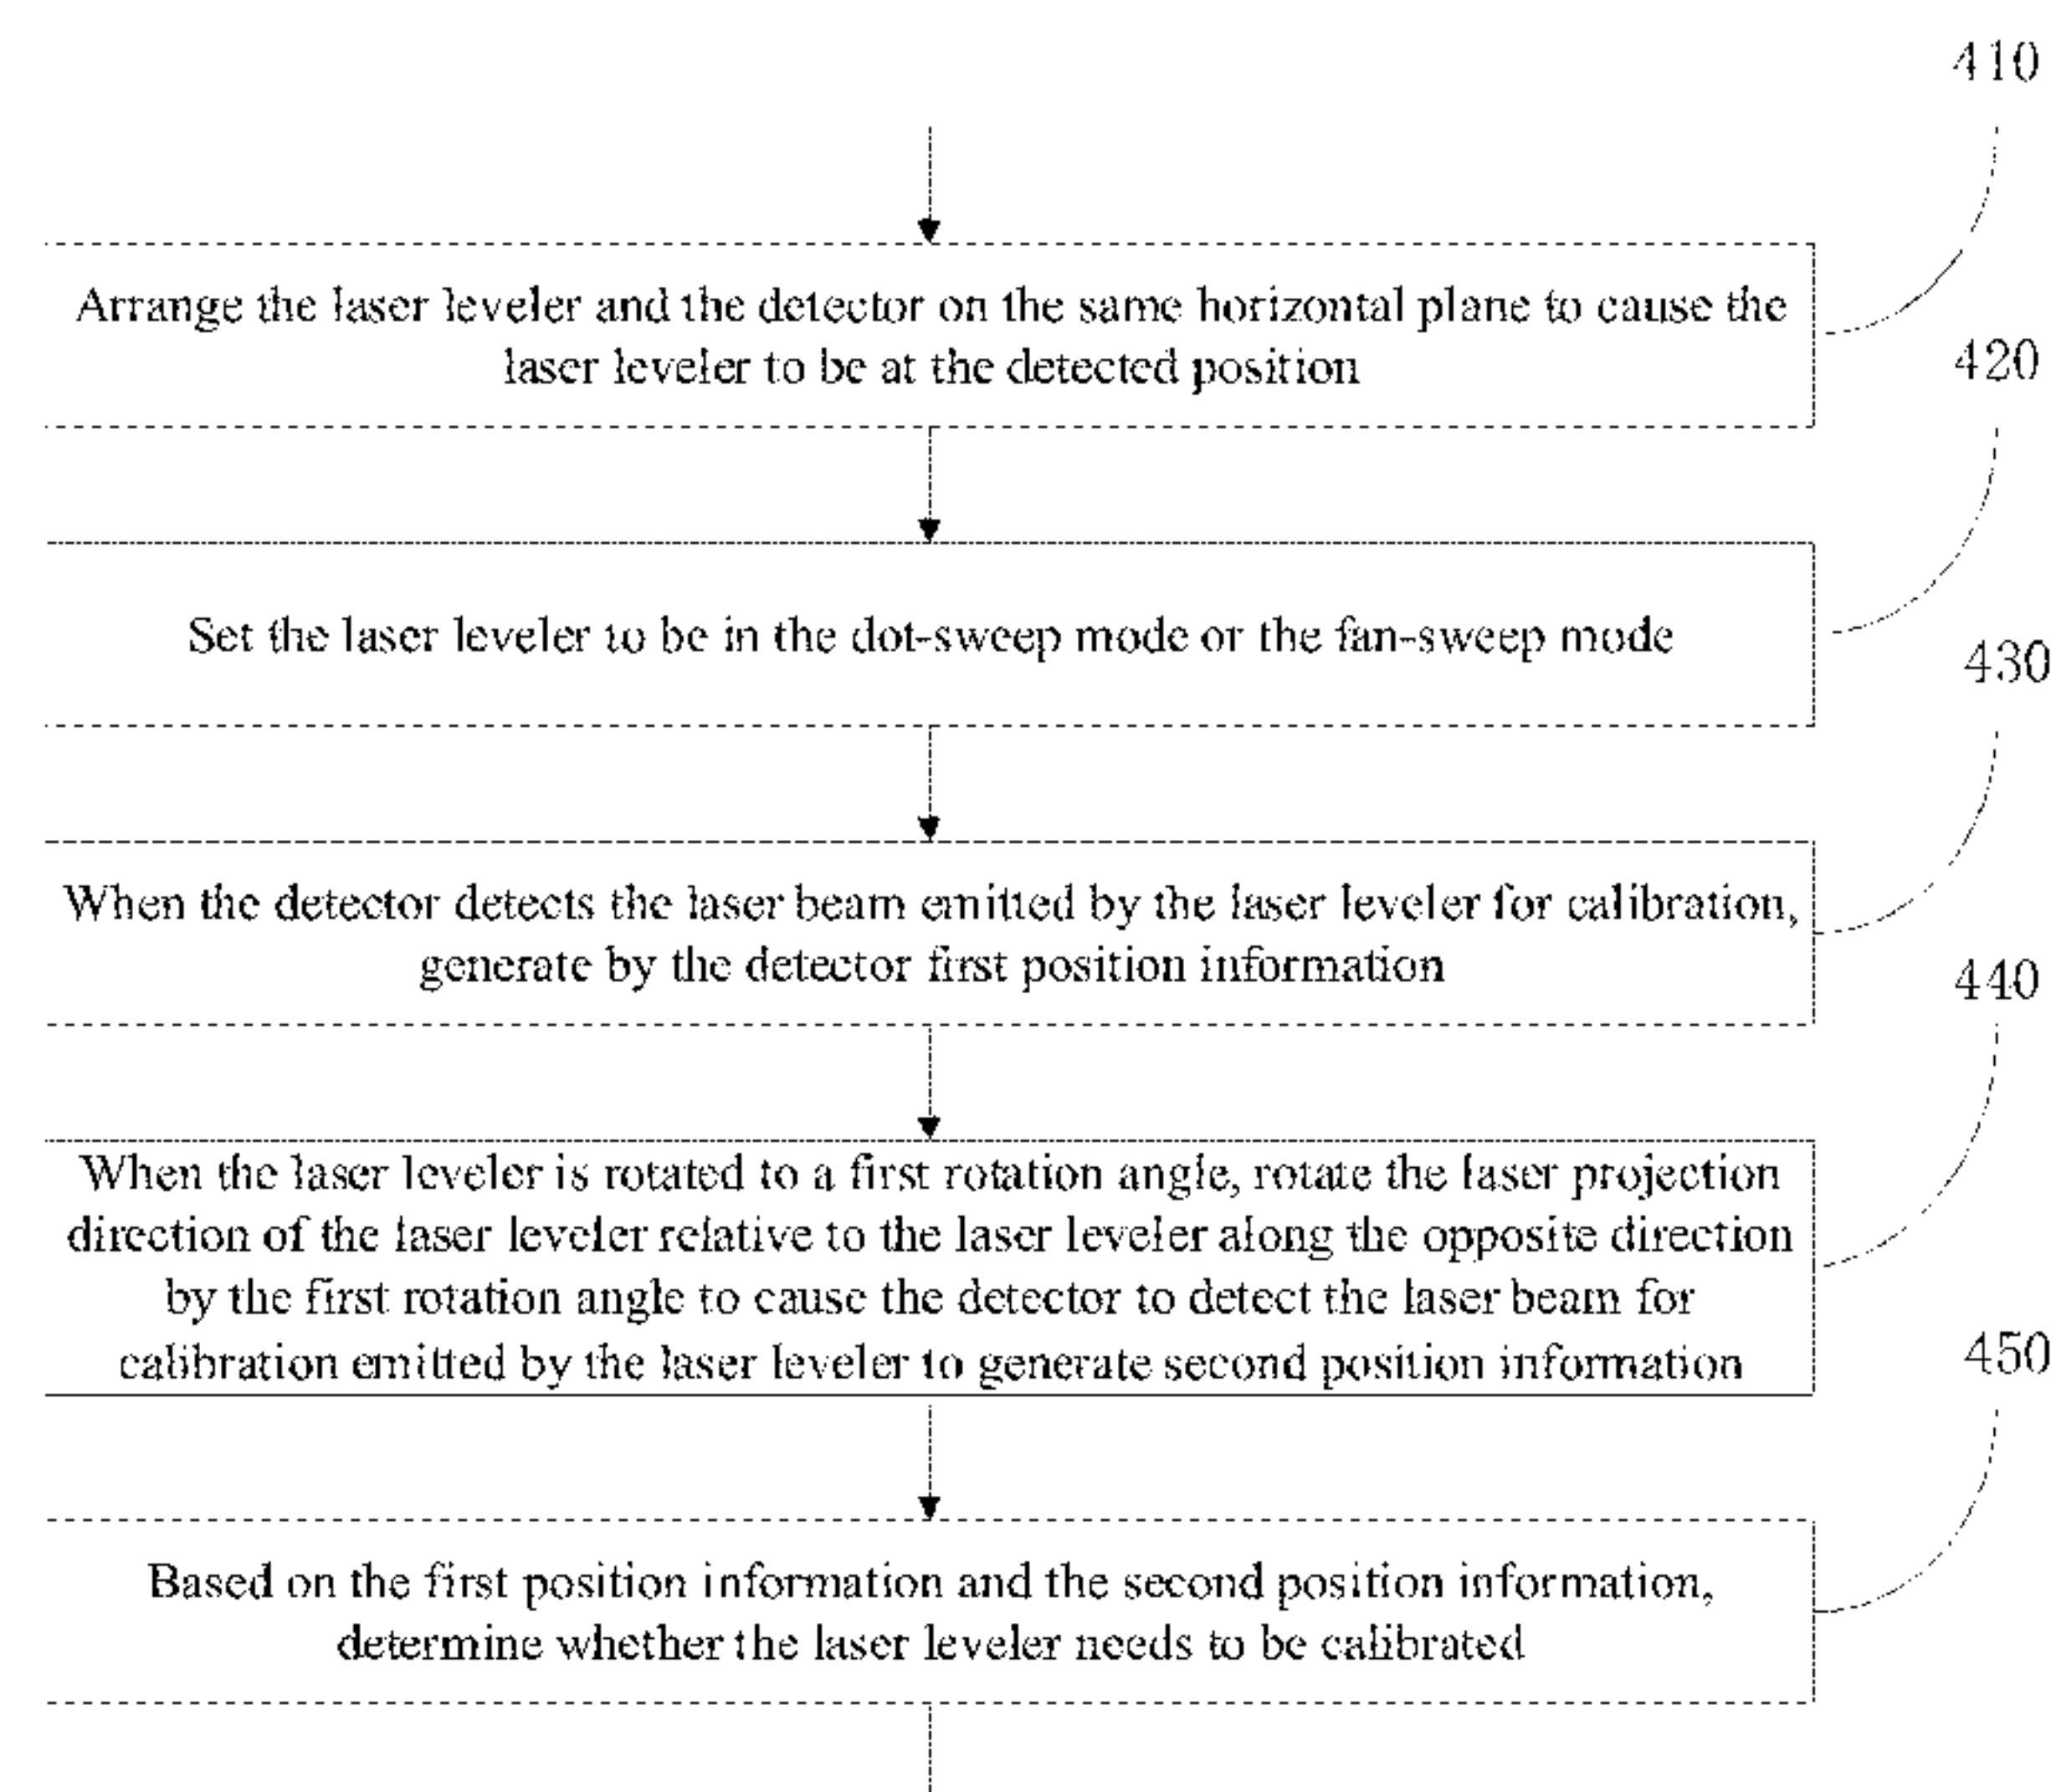 410
Arrange the laser leveler and the detector on the same horizontal plane to cause the
laser leveler to be at the detected position
420
Set the laser leveler to be in the dot-sweep mode or the fan-sweep mode
430
When the detector detects the laser beam emitted by the laser leveler for calibration,
generate by the detector first position information
440
When the laser leveler is rotated to a first rotation angle, rotate the laser projection
direction of the laser leveler relative to the laser leveler along the opposite direction
by the first rotation angle to cause the detector to detect the laser beam for
calibration emitted by the laser leveler to generate second position information
450
Based on the first position information and the second position information,
determine whether the laser leveler needs to be calibrated